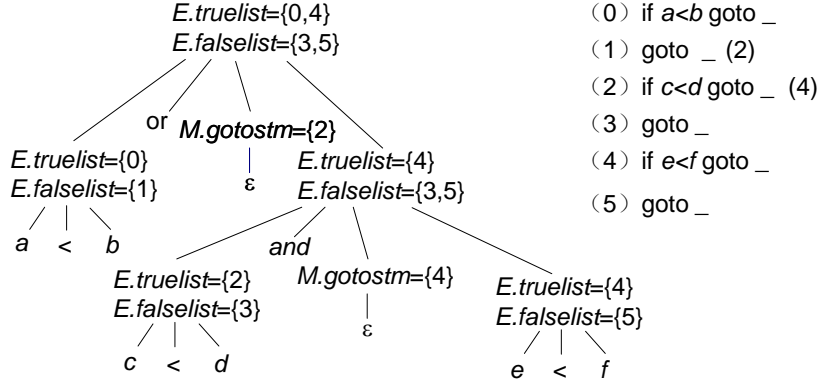 E.truelist={0,4}
E.falselist={3,5}
or
M.gotostm={2}
E.truelist={0}
E.falselist={1}
ε
E.truelist={4}
E.falselist={3,5}
a < b
and
E.truelist={2}
E.falselist={3}
M.gotostm={4}
E.truelist={4}
E.falselist={5}
ε
c < d
e < f
（0）if a<b goto _
（1）goto _ (2)
（2）if c<d goto _ (4)
（3）goto _
（4）if e<f goto _
（5）goto _